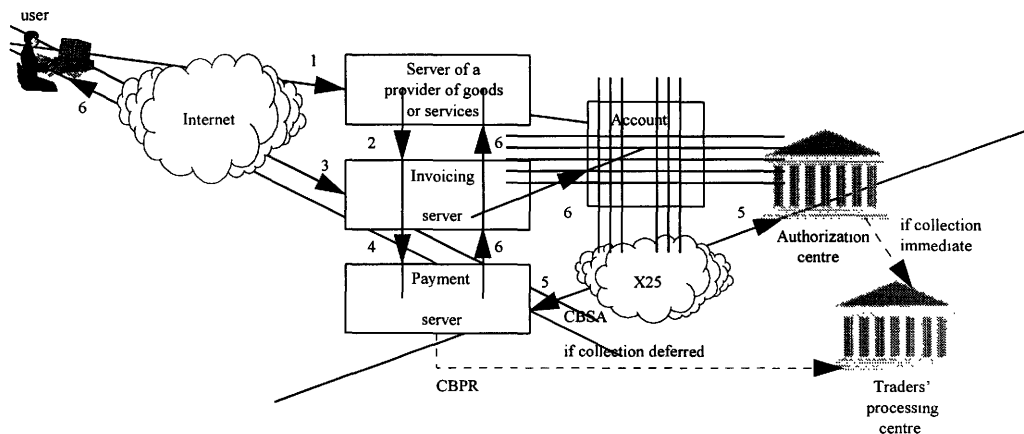 user
1
Server of a
provider of goods
or services
Account
6
Internet
2
6
3
Invoicing
server
6
5
if collection
immediate
Authorization
centre
4
6
Payment
server
5
X25
CBSA
if collection deferred
CBPR
Traders'
processing
centre